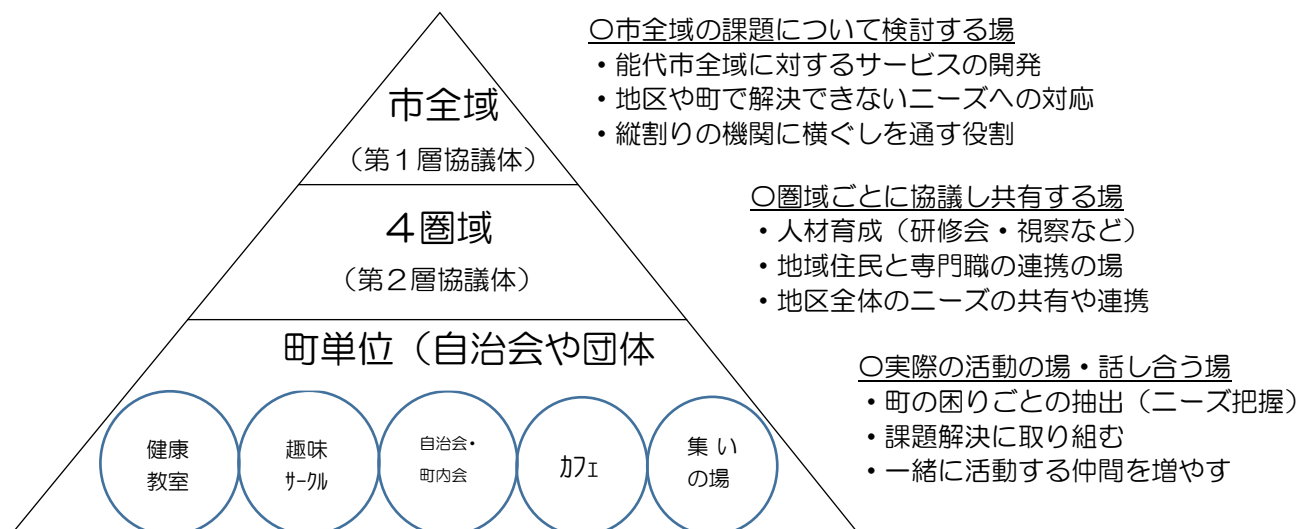 市全域
（第１層協議体）
〇市全域の課題について検討する場
・能代市全域に対するサービスの開発
・地区や町で解決できないニーズへの対応
・縦割りの機関に横ぐしを通す役割
４圏域
（第２層協議体）
〇圏域ごとに協議し共有する場
・人材育成（研修会・視察など）
・地域住民と専門職の連携の場
・地区全体のニーズの共有や連携
町単位（自治会や団体
〇実際の活動の場・話し合う場
・町の困りごとの抽出（ニーズ把握）
・課題解決に取り組む
・一緒に活動する仲間を増やす
健康
教室
趣味
ｻｰｸﾙ
自治会・
町内会
ｶﾌｪ
集い
の場